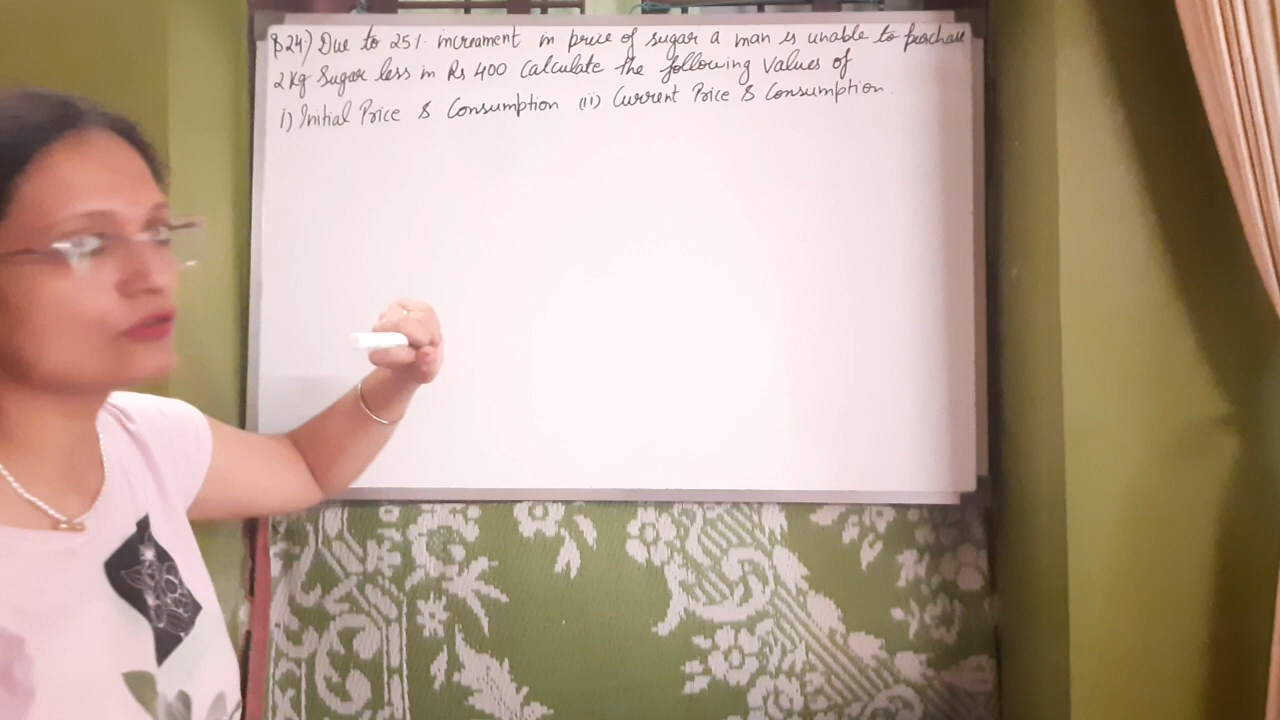 Q24.) Due to 25% increament in price of sugar a man is unable to peachase
2 kg Sugar less in Rs 400 Calculate the following Values of
i) Initial Price & Consumption (ii) Current Price & Consumption.